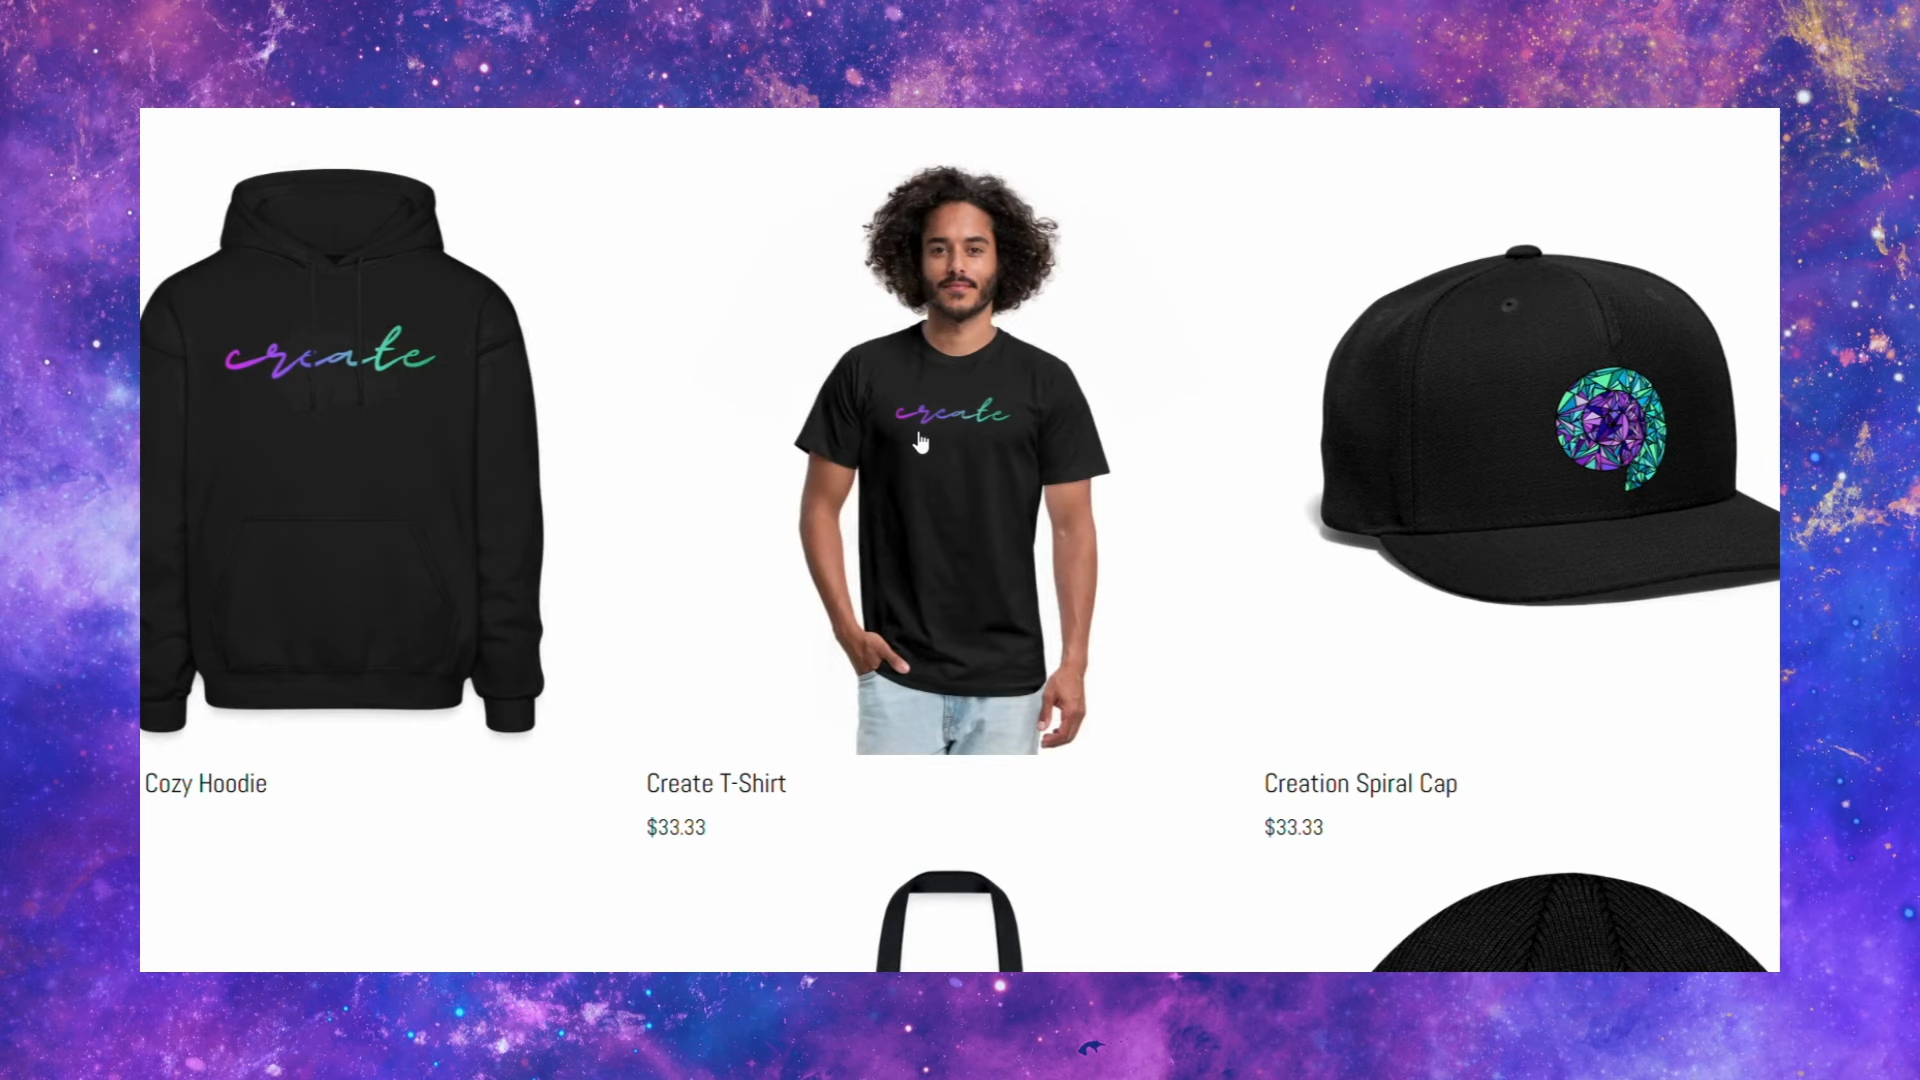 create
create
Cozy Hoodie
Create T-Shirt
$33.33
Creation Spiral Cap
$33.33